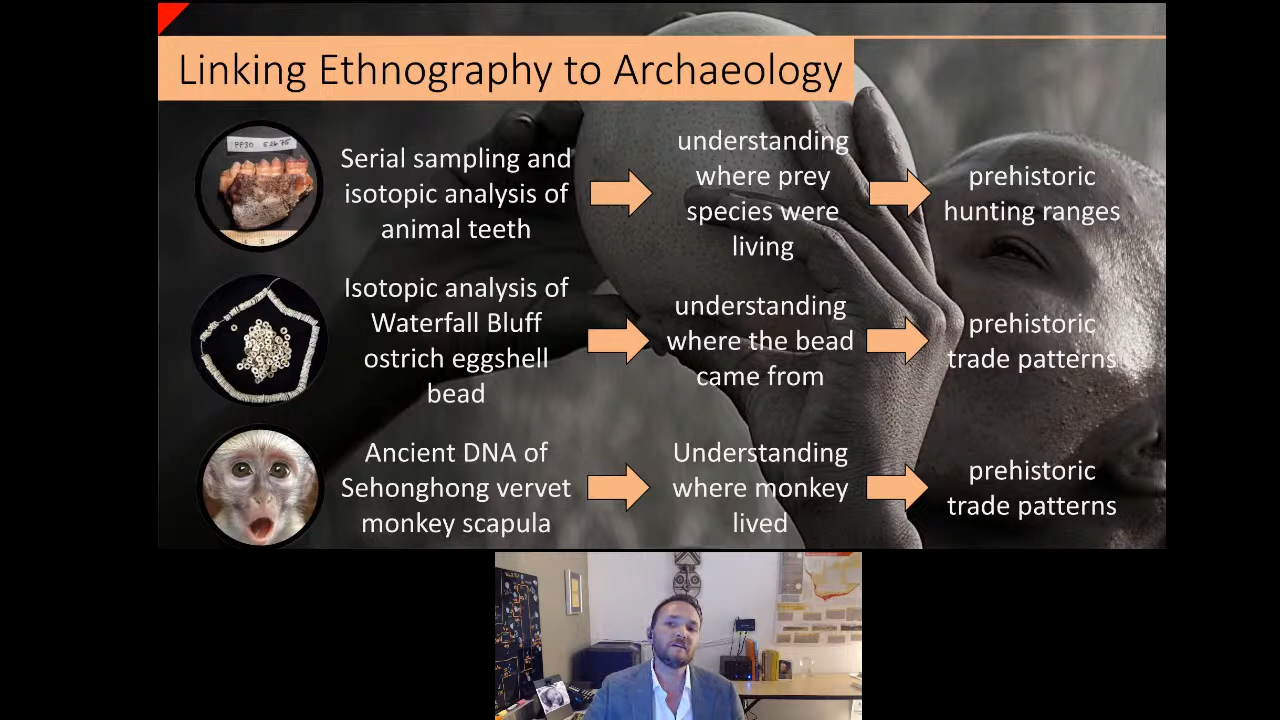 Linking Ethnography to Archaeology
Serial sampling and
isotopic analysis of
animal teeth
understanding
where prey
species were
living
prehistoric
hunting ranges
Isotopic analysis of
Waterfall Bluff
ostrich eggshell
bead
understanding
where the bead
came from
prehistoric
trade patterns
Ancient DNA of
Sehonghong vervet
monkey scapula
Understanding
where monkey
lived
prehistoric
trade patterns